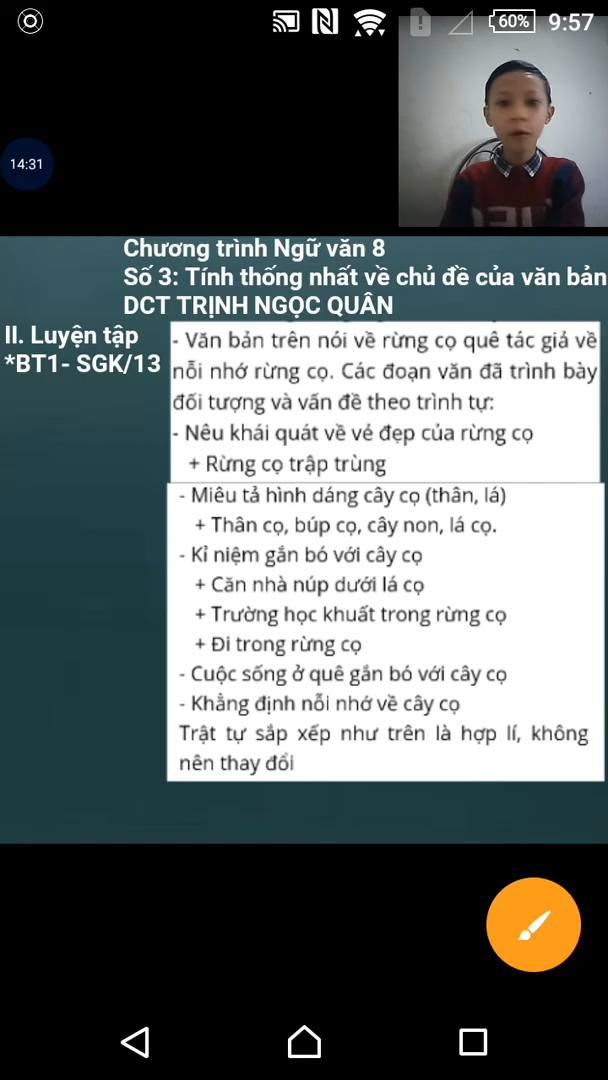 60% 9:57
14:31
Chương trình Ngữ văn 8
Số 3: Tính thống nhất về chủ đề của văn bản
DCT TRỊNH NGỌC QUÂN
II. Luyện tập
*BT1- SGK/13
- Văn bản trên nói về rừng cọ quê tác giả về
nỗi nhớ rừng cọ. Các đoạn văn đã trình bày
đối tượng và vấn đề theo trình tự:
- Nêu khái quát về vẻ đẹp của rừng cọ
+ Rừng cọ trập trùng
- Miêu tả hình dáng cây cọ (thân, lá)
+ Thân cọ, búp cọ, cây non, lá cọ.
- Kỉ niệm gắn bó với cây cọ
+ Căn nhà núp dưới lá cọ
+ Trường học khuất trong rừng cọ
+ Đi trong rừng cọ
- Cuộc sống ở quê gắn bó với cây cọ
- Khẳng định nỗi nhớ về cây cọ
Trật tự sắp xếp như trên là hợp lí, không
nên thay đổi